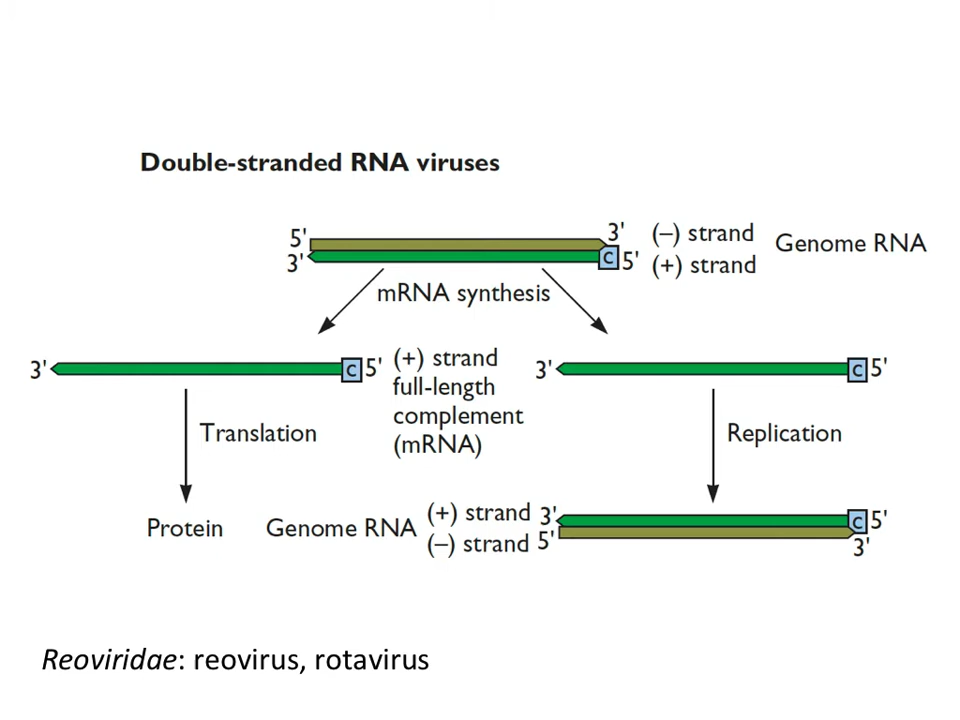 Double-stranded RNA viruses
5' 3' (–) strand Genome RNA
3' C 5' (+) strand
mRNA synthesis
3' C 5' (+) strand 3' C 5'
full-length
complement
(mRNA)
Translation Replication
Protein Genome RNA (+) strand 3' C 5'
(–) strand 5' 3'
Reoviridae: reovirus, rotavirus